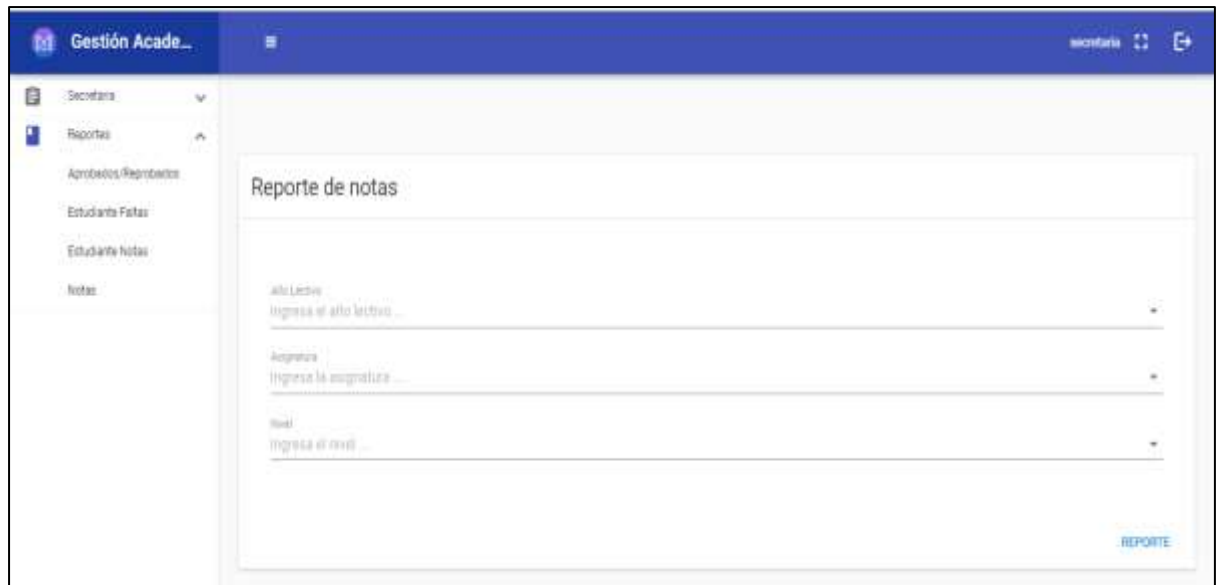 Gestión Acade...
secretaria
Secretaria
Reportes
Aprobados/Reprobados
Estudiante Faltas
Estudiante Notas
Notas
Reporte de notas
Año Lectivo
Ingresa el año lectivo ...
Asignatura
Ingresa la asignatura ....
Nivel
Ingresa el nivel ...
REPORTE